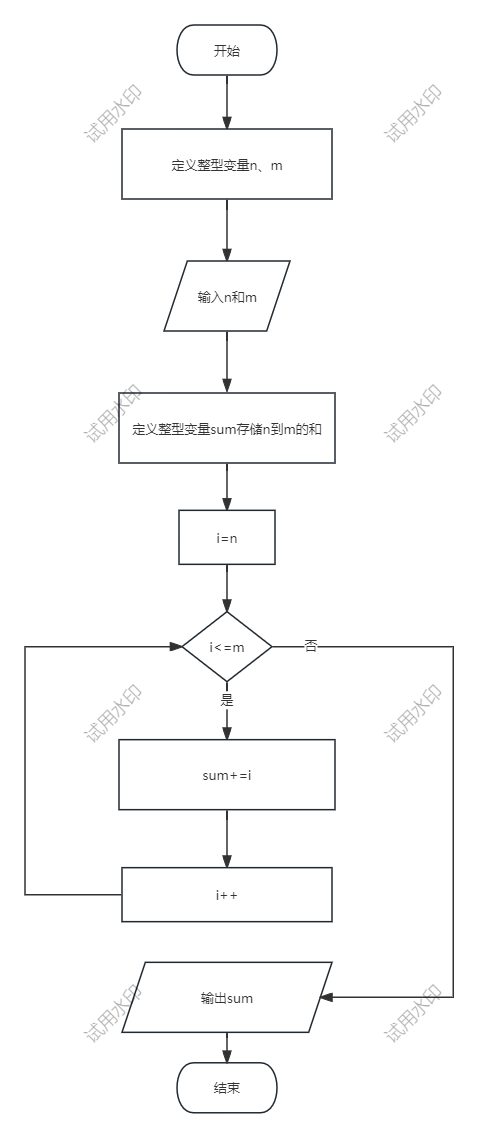 开始
试用水印
试用水印
定义整型变量n、m
输入n和m
试用水印
试用水印
定义整型变量sum存储n到m的和
i=n
i<=m
否
是
试用水印
试用水印
sum+=i
i++
输出sum
试用水印
试用水印
结束